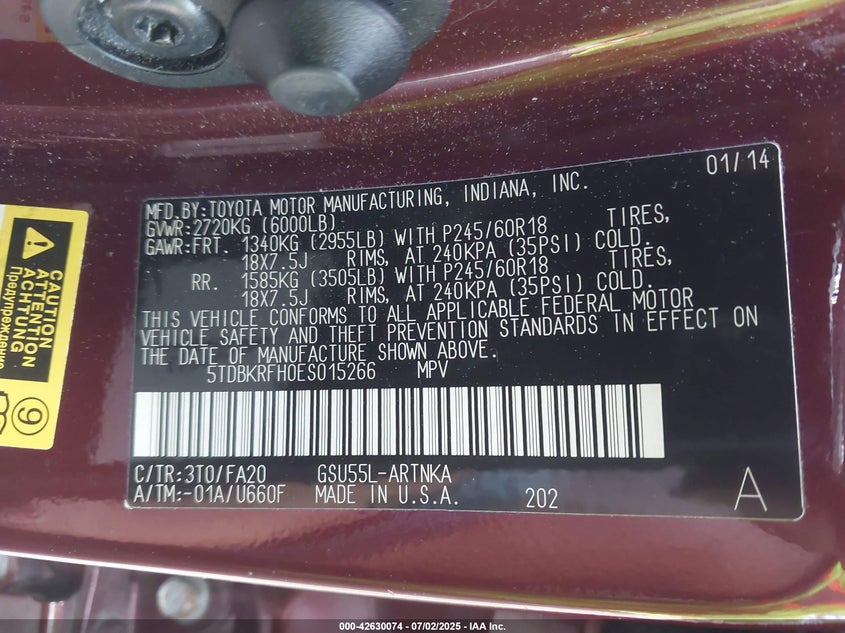 01/14
MFD.BY:TOYOTA MOTOR MANUFACTURING, INDIANA, INC.
GVWR:2720KG (6000LB)
GAWR:FRT. 1340KG (2955LB) WITH P245/60R18 TIRES,
18X7.5J RIMS, AT 240KPA (35PSI) COLD.
RR. 1585KG (3505LB) WITH P245/60R18 TIRES,
18X7.5J RIMS, AT 240KPA (35PSI) COLD.
THIS VEHICLE CONFORMS TO ALL APPLICABLE FEDERAL MOTOR
VEHICLE SAFETY AND THEFT PREVENTION STANDARDS IN EFFECT ON
THE DATE OF MANUFACTURE SHOWN ABOVE.
5TDBKRFH0ES015266 MPV
C/TR:3T0/FA20 GSU55L-ARTNKA
A/TM:-01A/U660F MADE IN U.S.A. 202 A
CAUTION
ATTENTION
ACHTUNG
Предупреждение
9
000-42630074 / 07/02/2025 / IAA Inc.